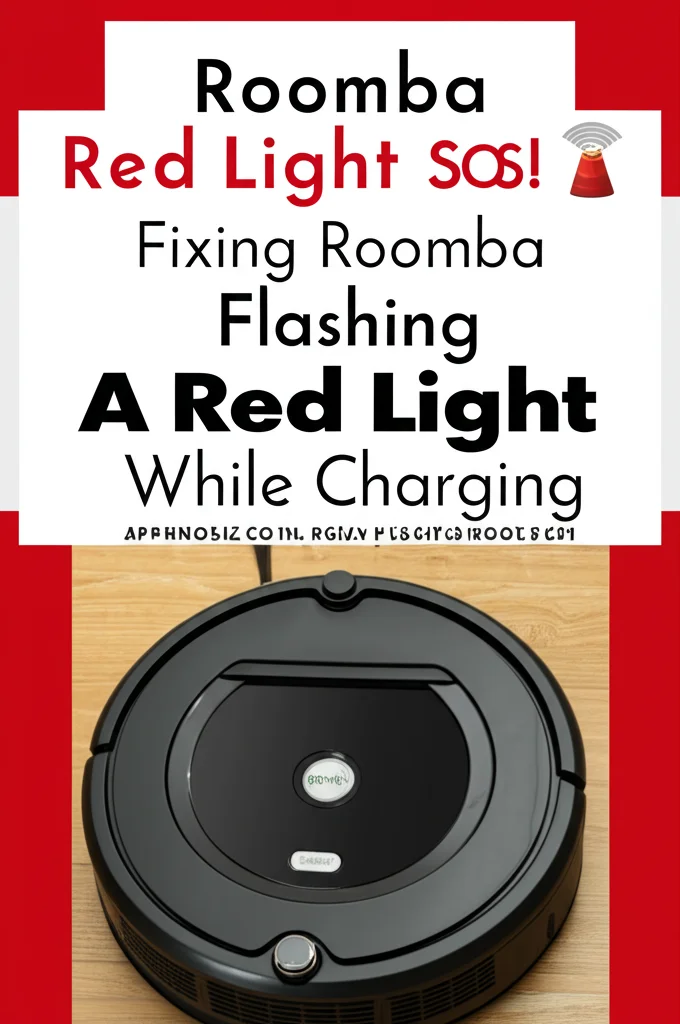 Roomba
Red Light SOS!
Fixing Roomba
Flashing
A Red Light
While Charging